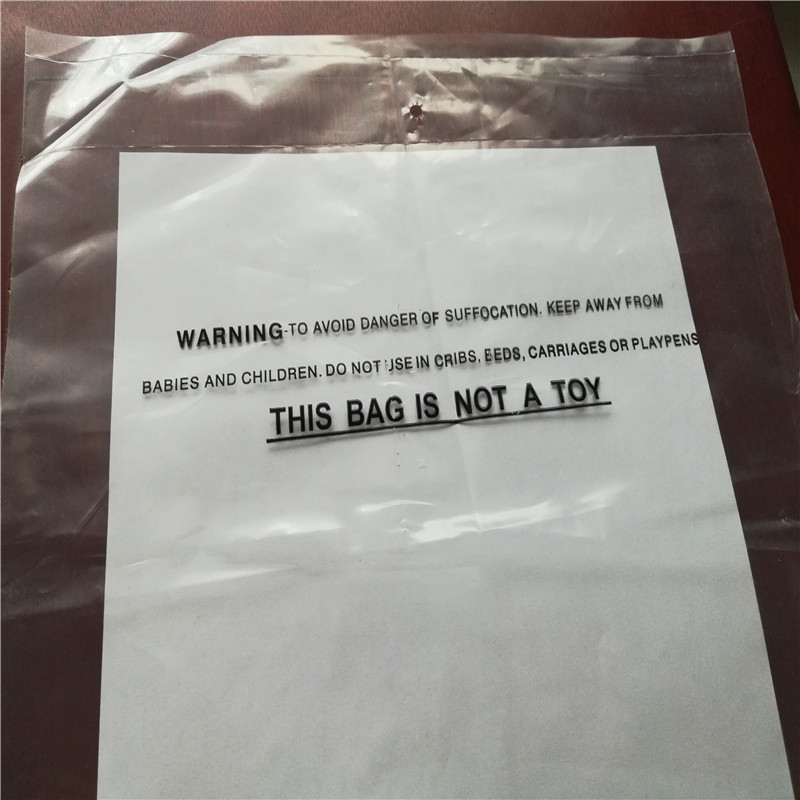 WARNING-TO AVOID DANGER OF SUFFOCATION. KEEP AWAY FROM
BABIES AND CHILDREN. DO NOT USE IN CRIBS, BEDS, CARRIAGES OR PLAYPENS
THIS BAG IS NOT A TOY